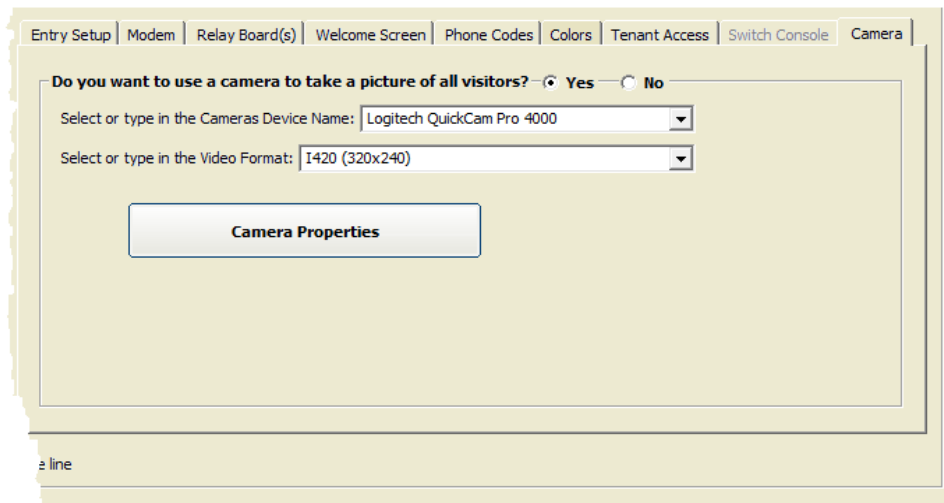 Entry Setup Modem Relay Board(s) Welcome Screen Phone Codes Colors Tenant Access Switch Console Camera
Do you want to use a camera to take a picture of all visitors? Yes No
Select or type in the Cameras Device Name: Logitech QuickCam Pro 4000
Select or type in the Video Format: I420 (320x240)
Camera Properties
line